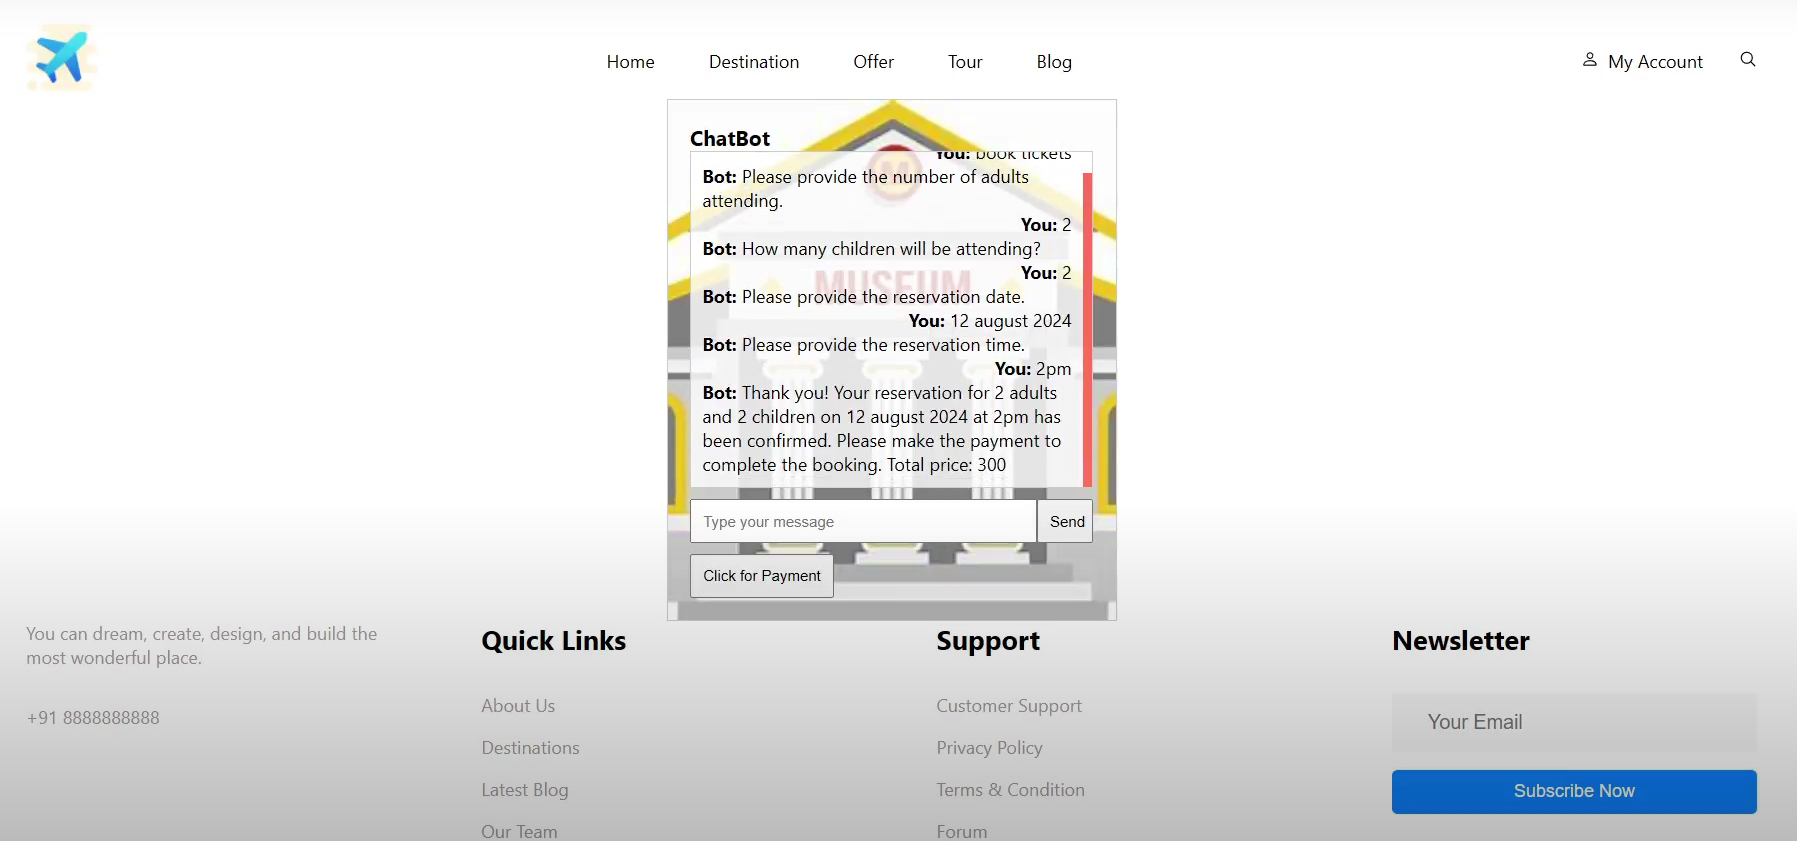 Home Destination Offer Tour Blog My Account
ChatBot
You: book tickets
Bot: Please provide the number of adults
attending.
You: 2
Bot: How many children will be attending?
You: 2
MUSEUM
Bot: Please provide the reservation date.
You: 12 august 2024
Bot: Please provide the reservation time.
You: 2pm
Bot: Thank you! Your reservation for 2 adults
and 2 children on 12 august 2024 at 2pm has
been confirmed. Please make the payment to
complete the booking. Total price: 300
Type your message Send
Click for Payment
You can dream, create, design, and build the
most wonderful place.
+91 8888888888
Quick Links
About Us
Destinations
Latest Blog
Our Team
Support
Customer Support
Privacy Policy
Terms & Condition
Forum
Newsletter
Your Email
Subscribe Now